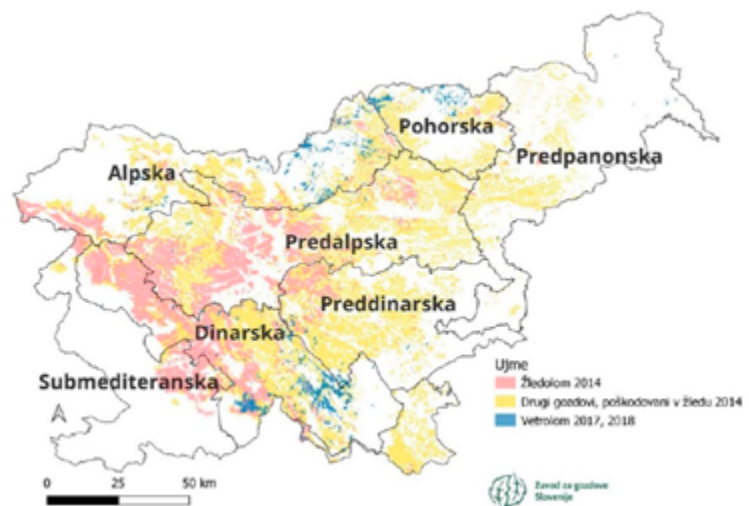 Pohorska
Alpska
Predpanonska
Predalpska
Preddinarska
Dinarska
Submediteranska
Ujme
Žledolom 2014
Drugi gozdovi, poškodovani v žledu 2014
Vetrolom 2017, 2018
0 25 50 km
Zavod za gozdove
Slovenije